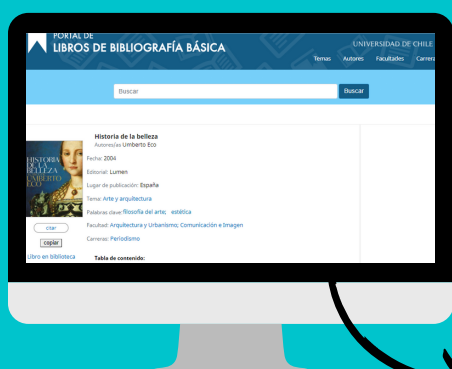 PORTAL DE
LIBROS DE BIBLIOGRAFÍA BÁSICA
UNIVERSIDAD DE CHILE
Temas Autores Facultades Carrera
Buscar Buscar
HISTORIA
DE LA
BELLEZA
UMBERTO
ECO
citar
copiar
Libro en biblioteca
Historia de la belleza
Autores/as Umberto Eco
Fecha: 2004
Editorial: Lumen
Lugar de publicación: España
Tema: Arte y arquitectura
Palabras clave filosofía del arte; estética
Facultad: Arquitectura y Urbanismo; Comunicación e Imagen
Carreras: Periodismo
Tabla de contenido: